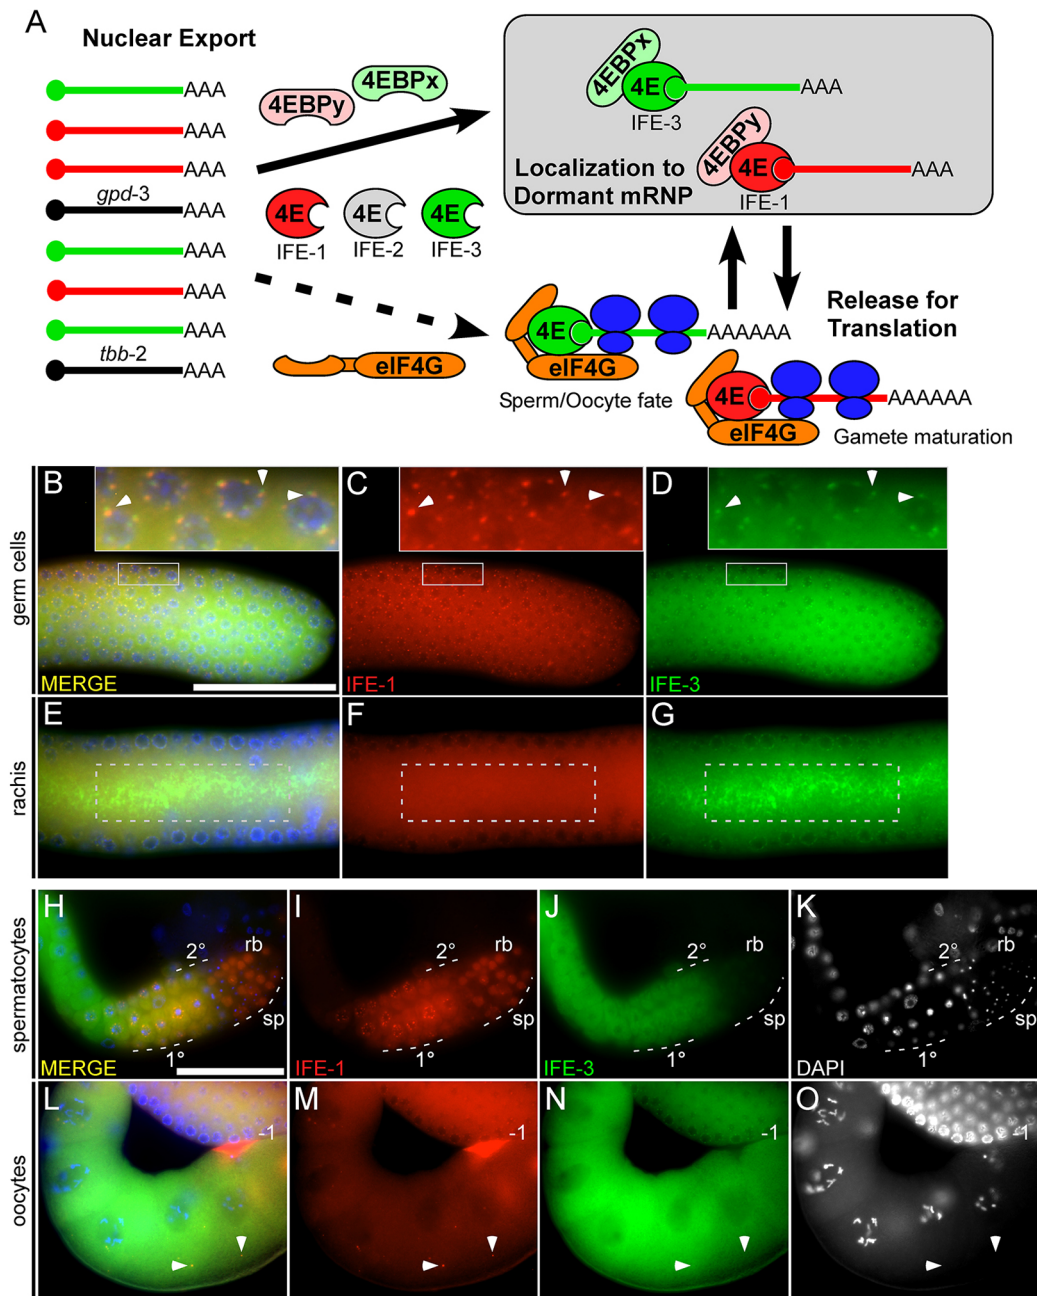 A
Nuclear Export
AAA
AAA
AAA
gpd-3
AAA
AAA
AAA
AAA
tbb-2
AAA
4EBPy
4EBPx
4E
IFE-1
4E
IFE-2
4E
IFE-3
eIF4G
4EBPx
4E
AAA
IFE-3
4EBPy
4E
AAA
IFE-1
Localization to
Dormant mRNP
Release for
Translation
4E
AAAAAA
eIF4G
Sperm/Oocyte fate
4E
AAAAAA
eIF4G
Gamete maturation
germ cells
B
MERGE
C
IFE-1
D
IFE-3
rachis
E
F
G
spermatocytes
H
2°
rb
sp
1°
MERGE
I
2°
rb
sp
1°
IFE-1
J
2°
rb
sp
1°
IFE-3
K
2°
rb
sp
1°
DAPI
oocytes
L
-1
M
-1
N
-1
O
-1